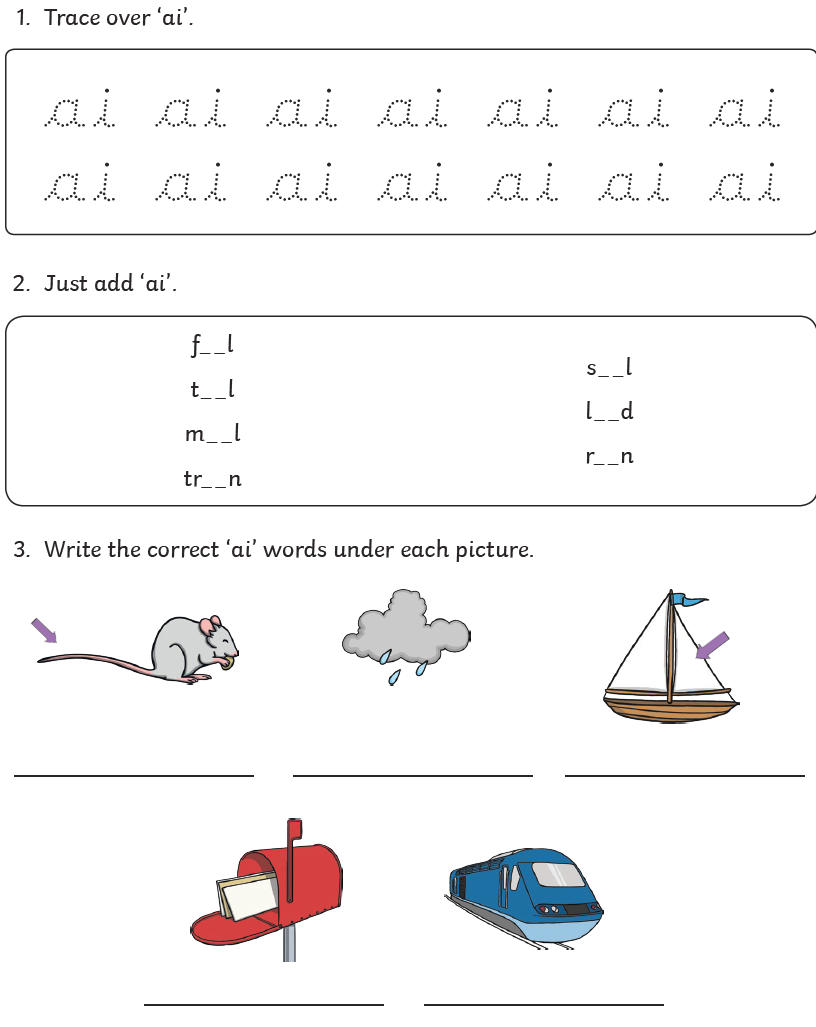 1. Trace over ‘ai’.
ai ai ai ai ai ai ai
ai ai ai ai ai ai ai
2. Just add ‘ai’.
f__l
t__l
m__l
tr__n
s__l
l__d
r__n
3. Write the correct ‘ai’ words under each picture.